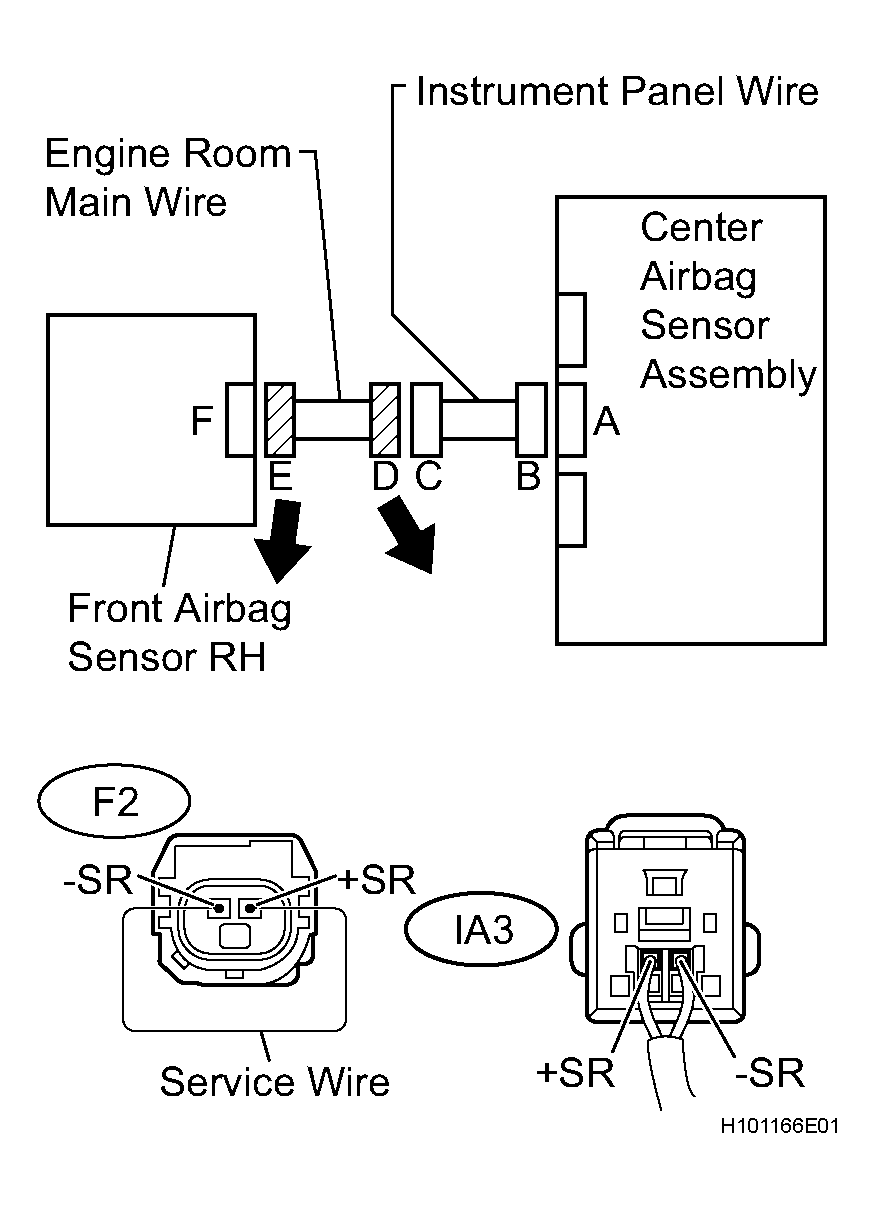 Instrument Panel Wire
Engine Room
Main Wire
Center
Airbag
Sensor
Assembly
F
A
E
D
C
B
Front Airbag
Sensor RH
F2
-SR
+SR
IA3
Service Wire
+SR
-SR
H101166E01